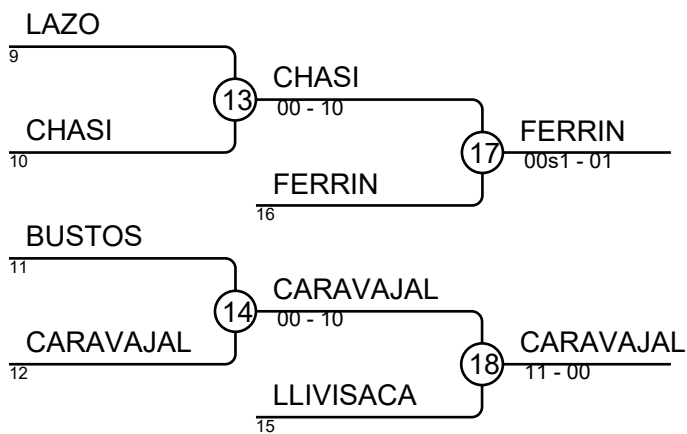 LAZO
9
13
CHASI
00 - 10
CHASI
10
17
FERRIN
00s1 - 01
FERRIN
16
BUSTOS
11
14
CARAVAJAL
00 - 10
CARAVAJAL
12
18
CARAVAJAL
11 - 00
LLIVISACA
15